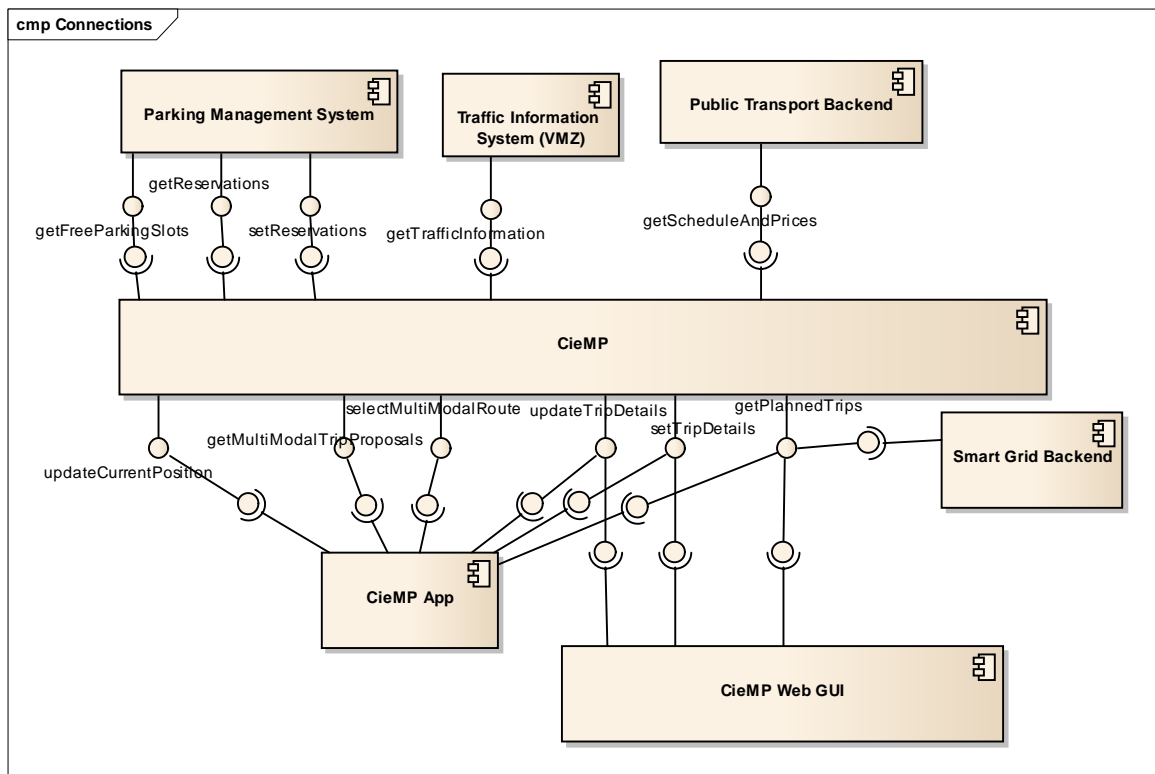 cmp Connections
Parking Management System
Traffic Information
System (VMZ)
Public Transport Backend
getReservations
getFreeParkingSlots
setReservations
getTrafficInformation
getScheduleAndPrices
CieMP
selectMultiModalRoute
updateTripDetails
getPlannedTrips
getMultiModalTripProposals
setTripDetails
updateCurrentPosition
Smart Grid Backend
CieMP App
CieMP Web GUI